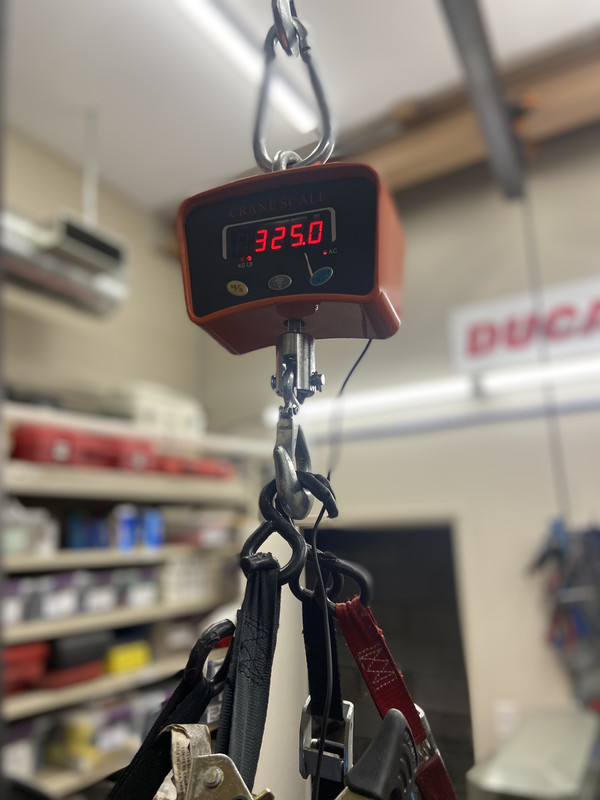 CRANE SCALE
325.0
KG LB
AC
DUCA